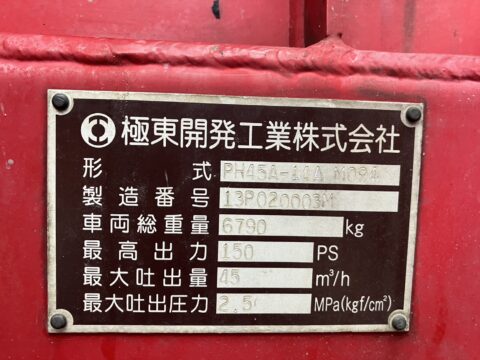 極東開発工業株式会社
形式 PH45A-10A
製造番号 13P020003M
車両総重量 6790 kg
最高出力 150 PS
最大吐出量 45 m³/h
最大吐出圧力 2.5 MPa(kgf/cm²)